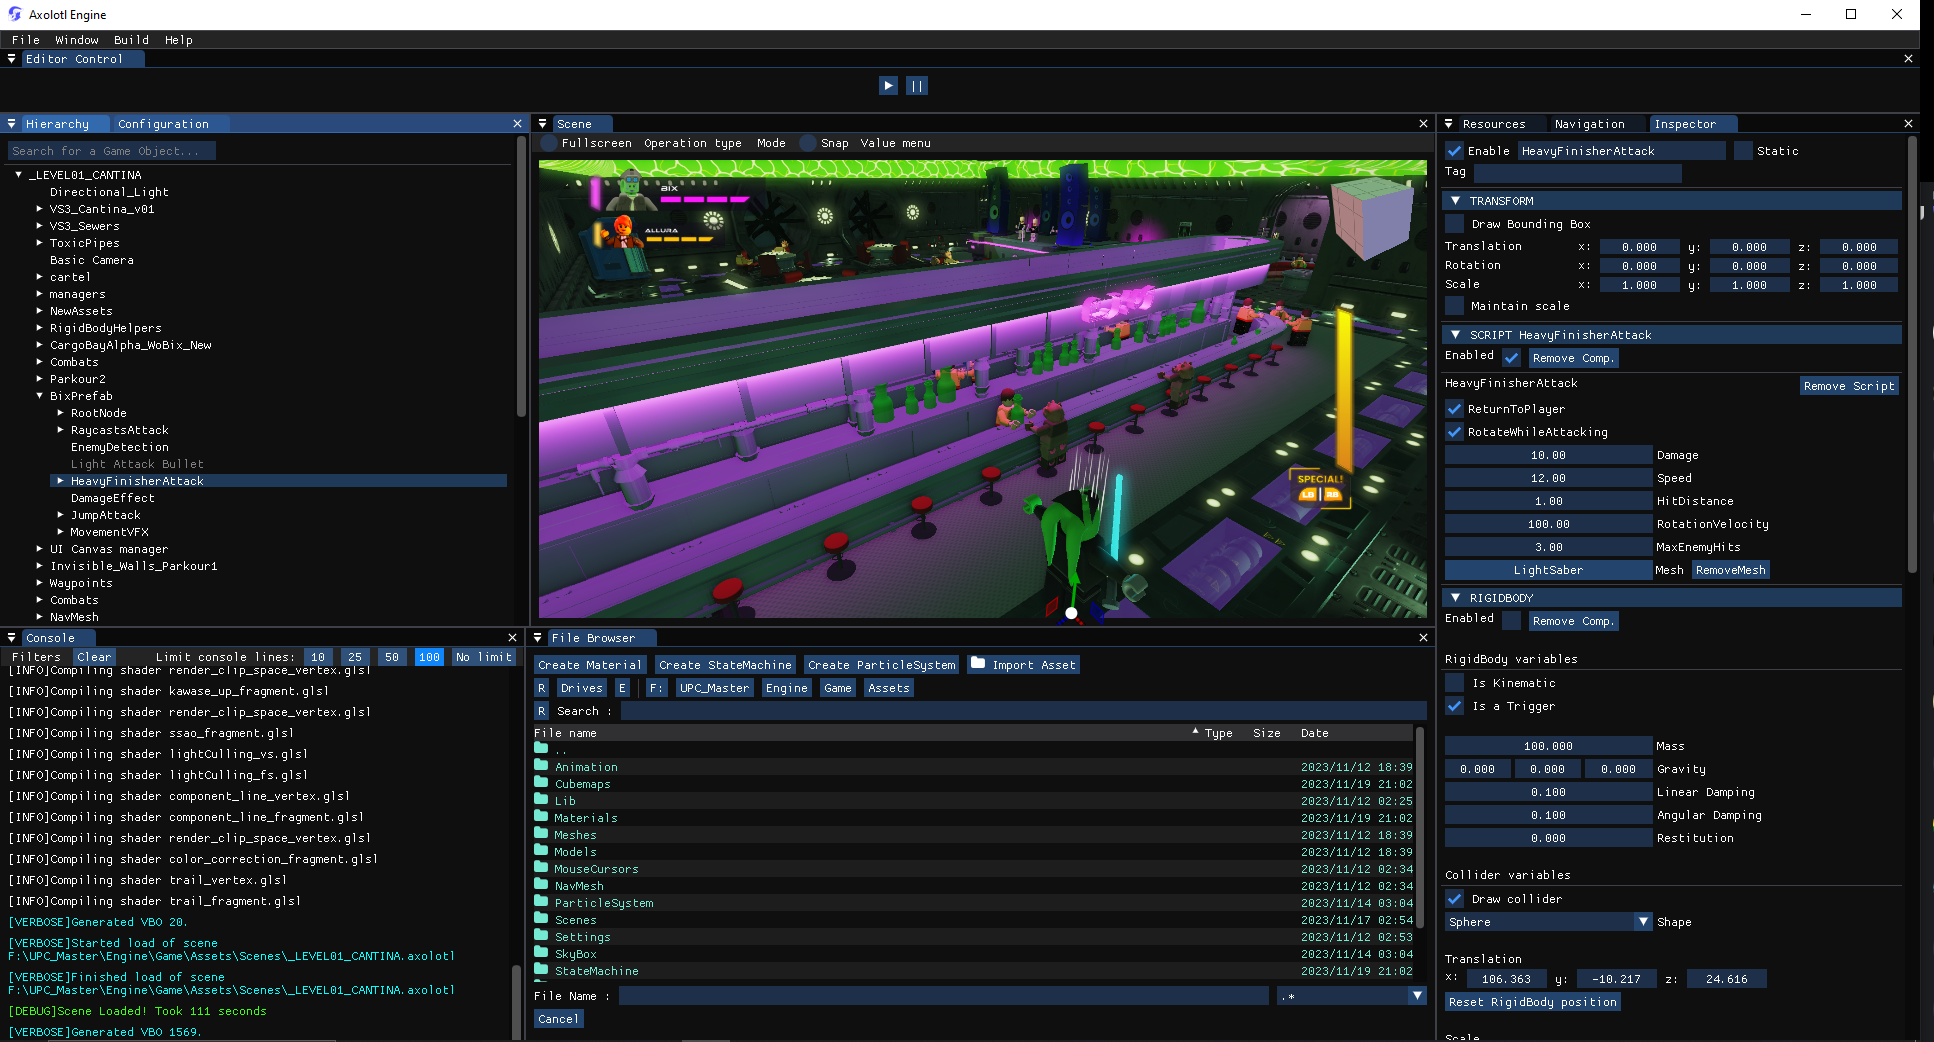 Axolotl Engine
File Window Build Help
Editor Control
Hierarchy Configuration
Search for a Game Object...
_LEVEL01_CANTINA
Directional_Light
VS3_Cantina_v01
VS3_Sewers
ToxicPipes
Basic Camera
cartel
managers
NewAssets
RigidBodyHelpers
CargoBayAlpha_WoBix_New
Combats
Parkour2
BixPrefab
RootNode
RaycastsAttack
EnemyDetection
Light Attack Bullet
HeavyFinisherAttack
DamageEffect
JumpAttack
MovementVFX
UI Canvas manager
Invisible_Walls_Parkour1
Waypoints
Combats
NavMesh
Scene
Fullscreen Operation type Mode Snap Value menu
BIX
ALLURA
SPECIAL!
LB RB
Resources Navigation Inspector
Enable HeavyFinisherAttack Static
Tag
TRANSFORM
Draw Bounding Box
Translation x: 0.000 y: 0.000 z: 0.000
Rotation x: 0.000 y: 0.000 z: 0.000
Scale x: 1.000 y: 1.000 z: 1.000
Maintain scale
SCRIPT HeavyFinisherAttack
Enabled Remove Comp.
HeavyFinisherAttack Remove Script
ReturnToPlayer
RotateWhileAttacking
10.00 Damage
12.00 Speed
1.00 HitDistance
100.00 RotationVelocity
3.00 MaxEnemyHits
LightSaber Mesh RemoveMesh
RIGIDBODY
Enabled Remove Comp.
RigidBody variables
Is Kinematic
Is a Trigger
100.000 Mass
0.000 0.000 0.000 Gravity
0.100 Linear Damping
0.100 Angular Damping
0.000 Restitution
Collider variables
Draw collider
Sphere Shape
Translation
x: 106.363 y: -10.217 z: 24.616
Reset RigidBody position
Scale
Console
Filters Clear Limit console lines: 10 25 50 100 No limit
[INFO]Compiling shader render_clip_space_vertex.glsl
[INFO]Compiling shader kawase_up_fragment.glsl
[INFO]Compiling shader render_clip_space_vertex.glsl
[INFO]Compiling shader ssao_fragment.glsl
[INFO]Compiling shader lightCulling_vs.glsl
[INFO]Compiling shader lightCulling_fs.glsl
[INFO]Compiling shader component_line_vertex.glsl
[INFO]Compiling shader component_line_fragment.glsl
[INFO]Compiling shader render_clip_space_vertex.glsl
[INFO]Compiling shader color_correction_fragment.glsl
[INFO]Compiling shader trail_vertex.glsl
[INFO]Compiling shader trail_fragment.glsl
[VERBOSE]Generated VBO 20.
[VERBOSE]Started load of scene
F:\UPC_Master\Engine\Game\Assets\Scenes\_LEVEL01_CANTINA.axolotl
[VERBOSE]Finished load of scene
F:\UPC_Master\Engine\Game\Assets\Scenes\_LEVEL01_CANTINA.axolotl
[DEBUG]Scene Loaded! Took 111 seconds
[VERBOSE]Generated VBO 1569.
File Browser
Create Material Create StateMachine Create ParticleSystem Import Asset
R Drives E F: UPC_Master Engine Game Assets
R Search :
File name Type Size Date
..
Animation 2023/11/12 18:39
Cubemaps 2023/11/19 21:02
Lib 2023/11/12 02:25
Materials 2023/11/19 21:02
Meshes 2023/11/12 18:39
Models 2023/11/12 18:39
MouseCursors 2023/11/12 02:34
NavMesh 2023/11/12 02:34
ParticleSystem 2023/11/14 03:04
Scenes 2023/11/17 02:54
Settings 2023/11/12 02:53
SkyBox 2023/11/14 03:04
StateMachine 2023/11/19 21:02
File Name : .*
Cancel